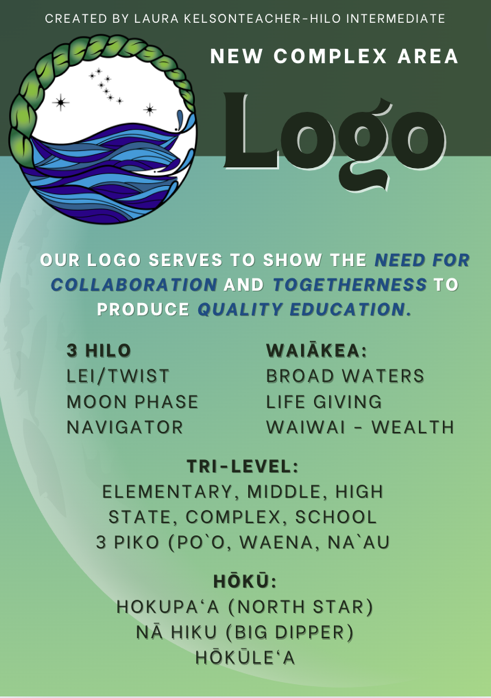 CREATED BY LAURA KELSONTEACHER-HILO INTERMEDIATE
NEW COMPLEX AREA
Logo
OUR LOGO SERVES TO SHOW THE NEED FOR
COLLABORATION AND TOGETHERNESS TO
PRODUCE QUALITY EDUCATION.
3 HILO
LEI/TWIST
MOON PHASE
NAVIGATOR
WAIĀKEA:
BROAD WATERS
LIFE GIVING
WAIWAI - WEALTH
TRI-LEVEL:
ELEMENTARY, MIDDLE, HIGH
STATE, COMPLEX, SCHOOL
3 PIKO (PO`O, WAENA, NA`AU
HŌKŪ:
HOKUPAʻA (NORTH STAR)
NĀ HIKU (BIG DIPPER)
HŌKŪLEʻA